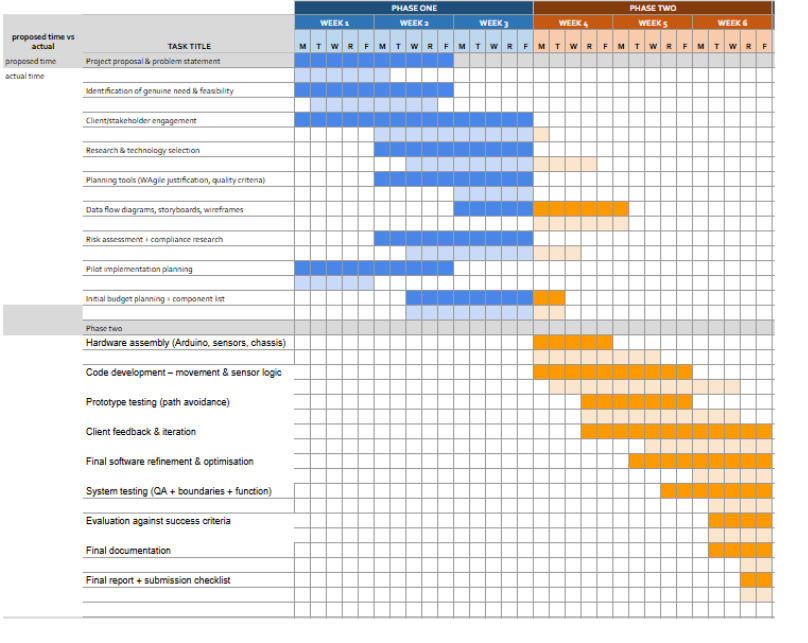 PHASE ONE PHASE TWO
WEEK 1 WEEK 2 WEEK 3 WEEK 4 WEEK 5 WEEK 6
proposed time vs
actual TASK TITLE M T W R F M T W R F M T W R F M T W R F M T W R F M T W R F
proposed time Project proposal & problem statement
actual time
Identification of genuine need & feasibility
Client/stakeholder engagement
Research & technology selection
Planning tools (WAgile justification, quality criteria)
Data flow diagrams, storyboards, wireframes
Risk assessment + compliance research
Pilot implementation planning
Initial budget planning + component list
Phase two
Hardware assembly (Arduino, sensors, chassis)
Code development – movement & sensor logic
Prototype testing (path avoidance)
Client feedback & iteration
Final software refinement & optimisation
System testing (QA + boundaries + function)
Evaluation against success criteria
Final documentation
Final report + submission checklist